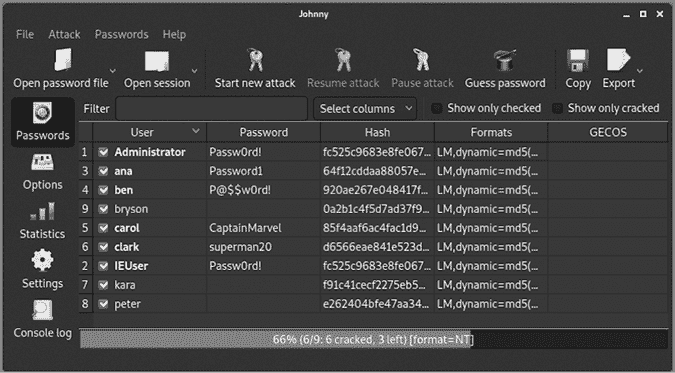 Johnny
File Attack Passwords Help
Open password file Open session Start new attack Resume attack Pause attack Guess password Copy Export
Filter Select columns Show only checked Show only cracked
Passwords
Options
Statistics
Settings
Console log
User Password Hash Formats GECOS
1 Administrator Passw0rd! fc525c9683e8fe067... LM,dynamic=md5(...
3 ana Password1 64f12cddaa88057e... LM,dynamic=md5(...
4 ben P@$$w0rd! 920ae267e048417f... LM,dynamic=md5(...
9 bryson 0a2b1c4f5d7ad37f9... LM,dynamic=md5(...
5 carol CaptainMarvel 85f4aaf6ac4fac1d9... LM,dynamic=md5(...
6 clark superman20 d6566eae841e523d... LM,dynamic=md5(...
2 IEUser Passw0rd! fc525c9683e8fe067... LM,dynamic=md5(...
7 kara f91c41cecf2275eb5... LM,dynamic=md5(...
8 peter e262404bfe47aa34... LM,dynamic=md5(...
66% (6/9: 6 cracked, 3 left) [format=NT]